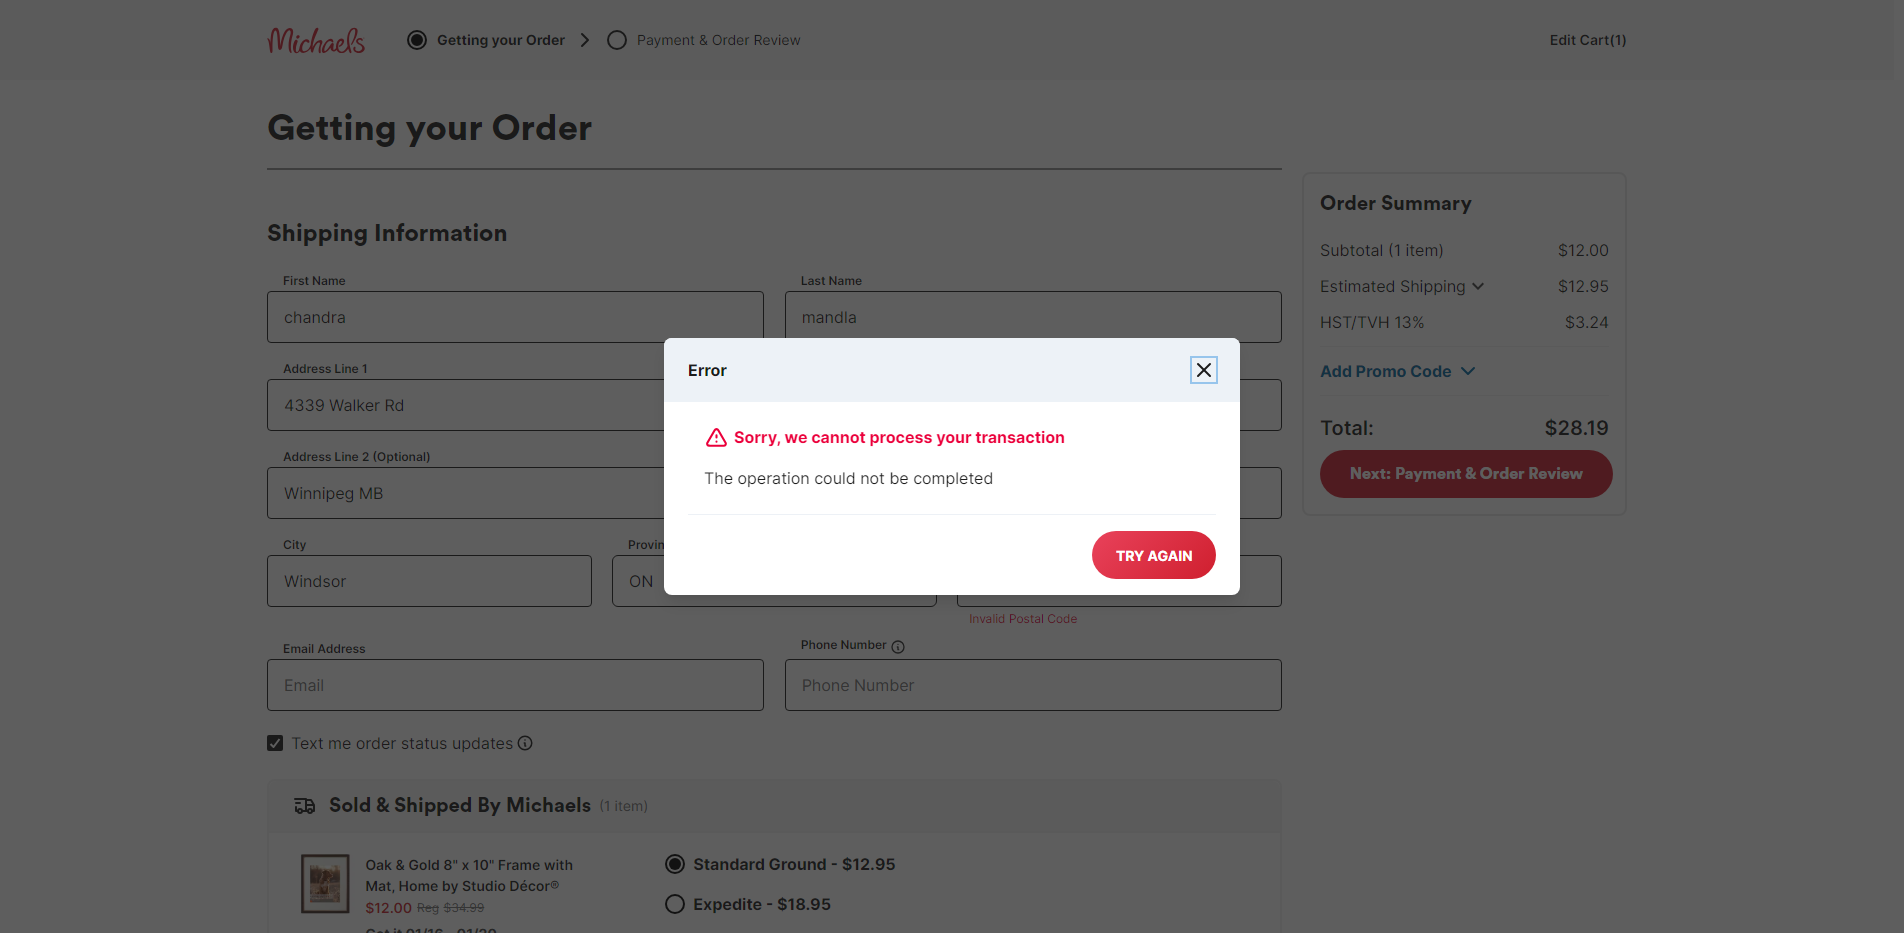 Michaels
Getting your Order
Payment & Order Review
Edit Cart(1)
Getting your Order
Shipping Information
First Name
Last Name
chandra
mandla
Address Line 1
4339 Walker Rd
Address Line 2 (Optional)
Winnipeg MB
City
Provin
Windsor
ON
Invalid Postal Code
Email Address
Phone Number
Email
Phone Number
Text me order status updates
Sold & Shipped By Michaels (1 item)
Oak & Gold 8" x 10" Frame with
Mat, Home by Studio Décor®
$12.00 Reg $34.99
Standard Ground - $12.95
Expedite - $18.95
Order Summary
Subtotal (1 item) $12.00
Estimated Shipping $12.95
HST/TVH 13% $3.24
Add Promo Code
Total: $28.19
Next: Payment & Order Review
Error
Sorry, we cannot process your transaction
The operation could not be completed
TRY AGAIN